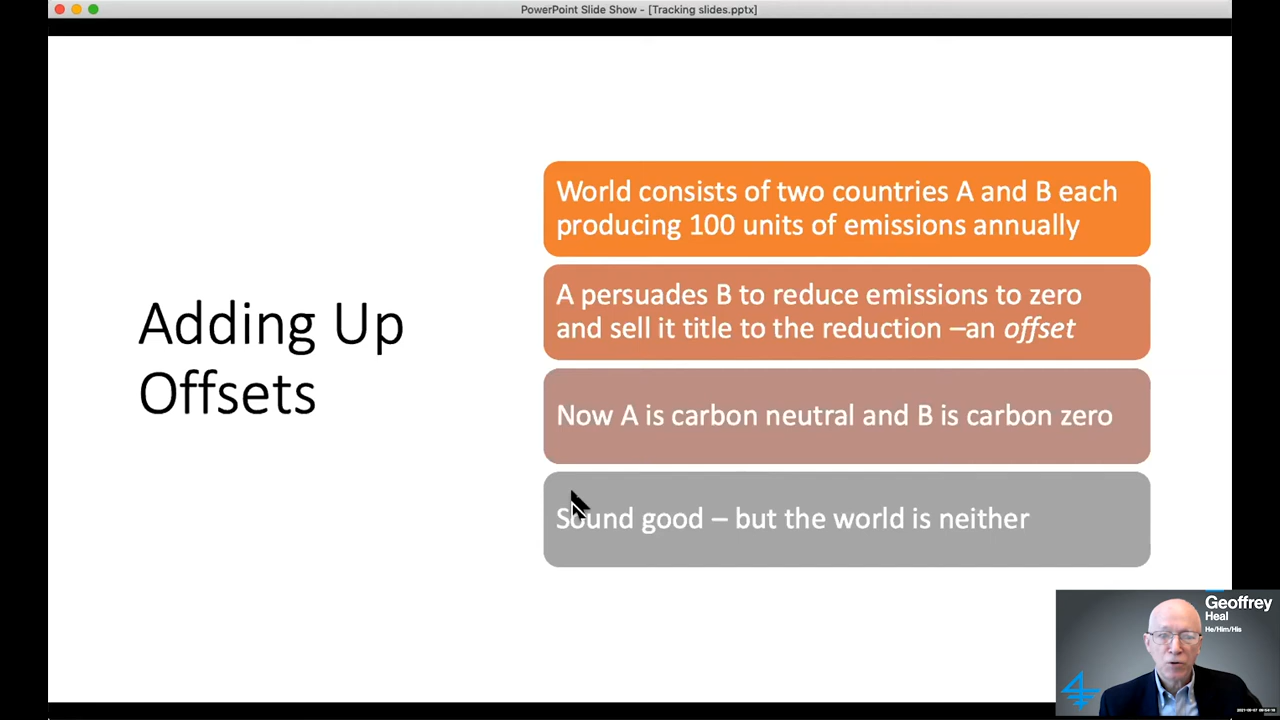 PowerPoint Slide Show - [Tracking slides.pptx]
Adding Up
Offsets
World consists of two countries A and B each
producing 100 units of emissions annually
A persuades B to reduce emissions to zero
and sell it title to the reduction –an offset
Now A is carbon neutral and B is carbon zero
Sound good – but the world is neither
Geoffrey
Heal
He/Him/His